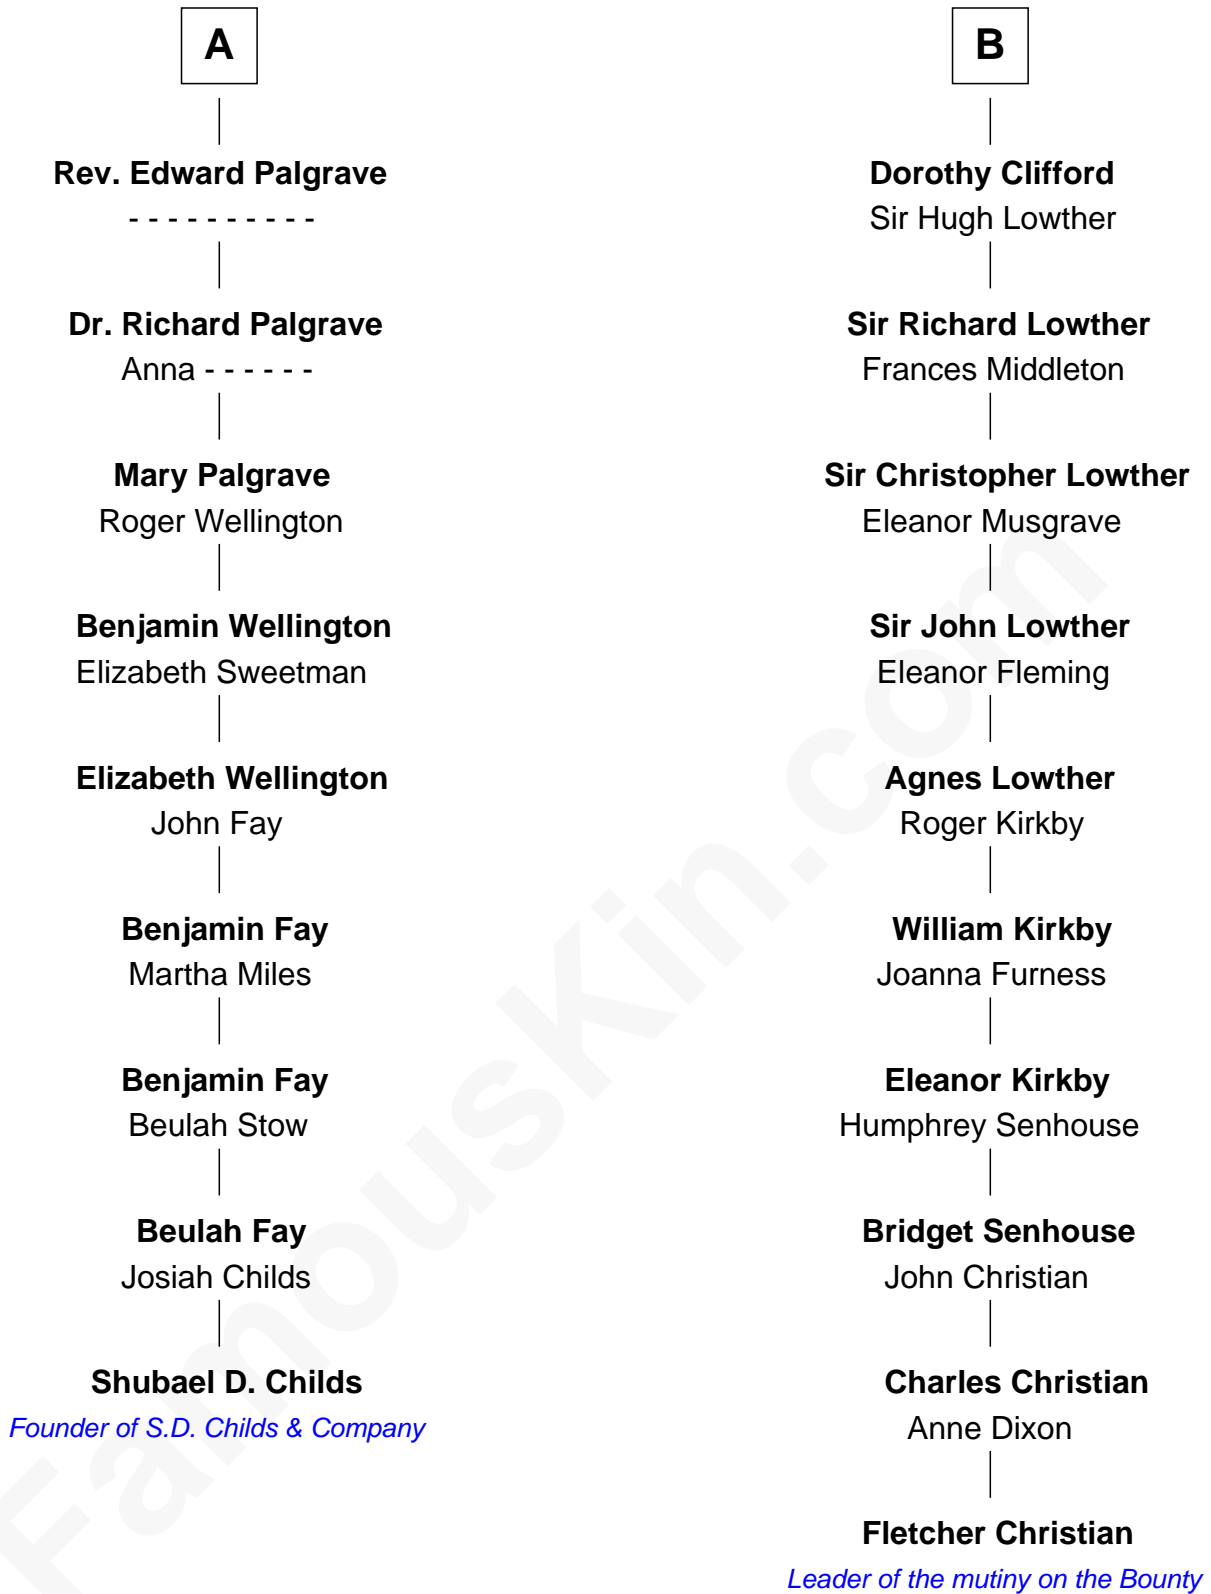 A
Rev. Edward Palgrave
- - - - - - - - - -
Dr. Richard Palgrave
Anna - - - - - -
Mary Palgrave
Roger Wellington
Benjamin Wellington
Elizabeth Sweetman
Elizabeth Wellington
John Fay
Benjamin Fay
Martha Miles
Benjamin Fay
Beulah Stow
Beulah Fay
Josiah Childs
Shubael D. Childs
Founder of S.D. Childs & Company
B
Dorothy Clifford
Sir Hugh Lowther
Sir Richard Lowther
Frances Middleton
Sir Christopher Lowther
Eleanor Musgrave
Sir John Lowther
Eleanor Fleming
Agnes Lowther
Roger Kirkby
William Kirkby
Joanna Furness
Eleanor Kirkby
Humphrey Senhouse
Bridget Senhouse
John Christian
Charles Christian
Anne Dixon
Fletcher Christian
Leader of the mutiny on the Bounty
FamousKin.com